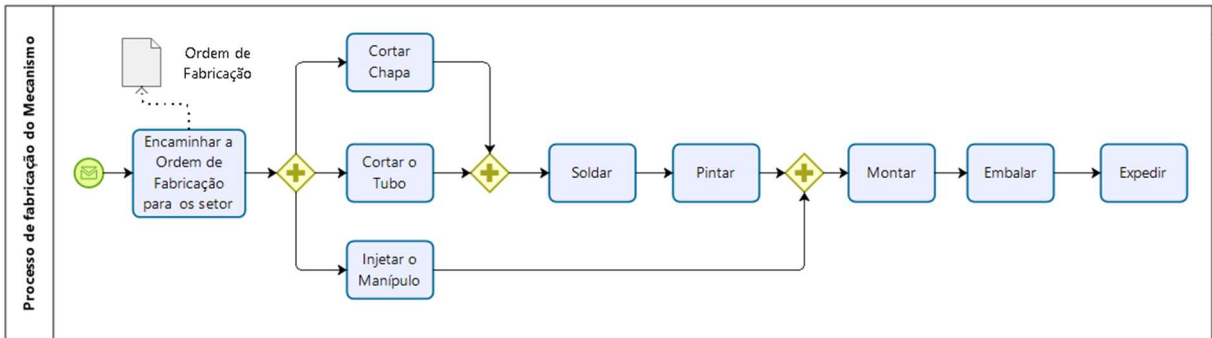 Processo de fabricação do Mecanismo
Ordem de
Fabricação
Encaminhar a
Ordem de
Fabricação
para os setor
Cortar
Chapa
Cortar o
Tubo
Injetar o
Manípulo
Soldar
Pintar
Montar
Embalar
Expedir